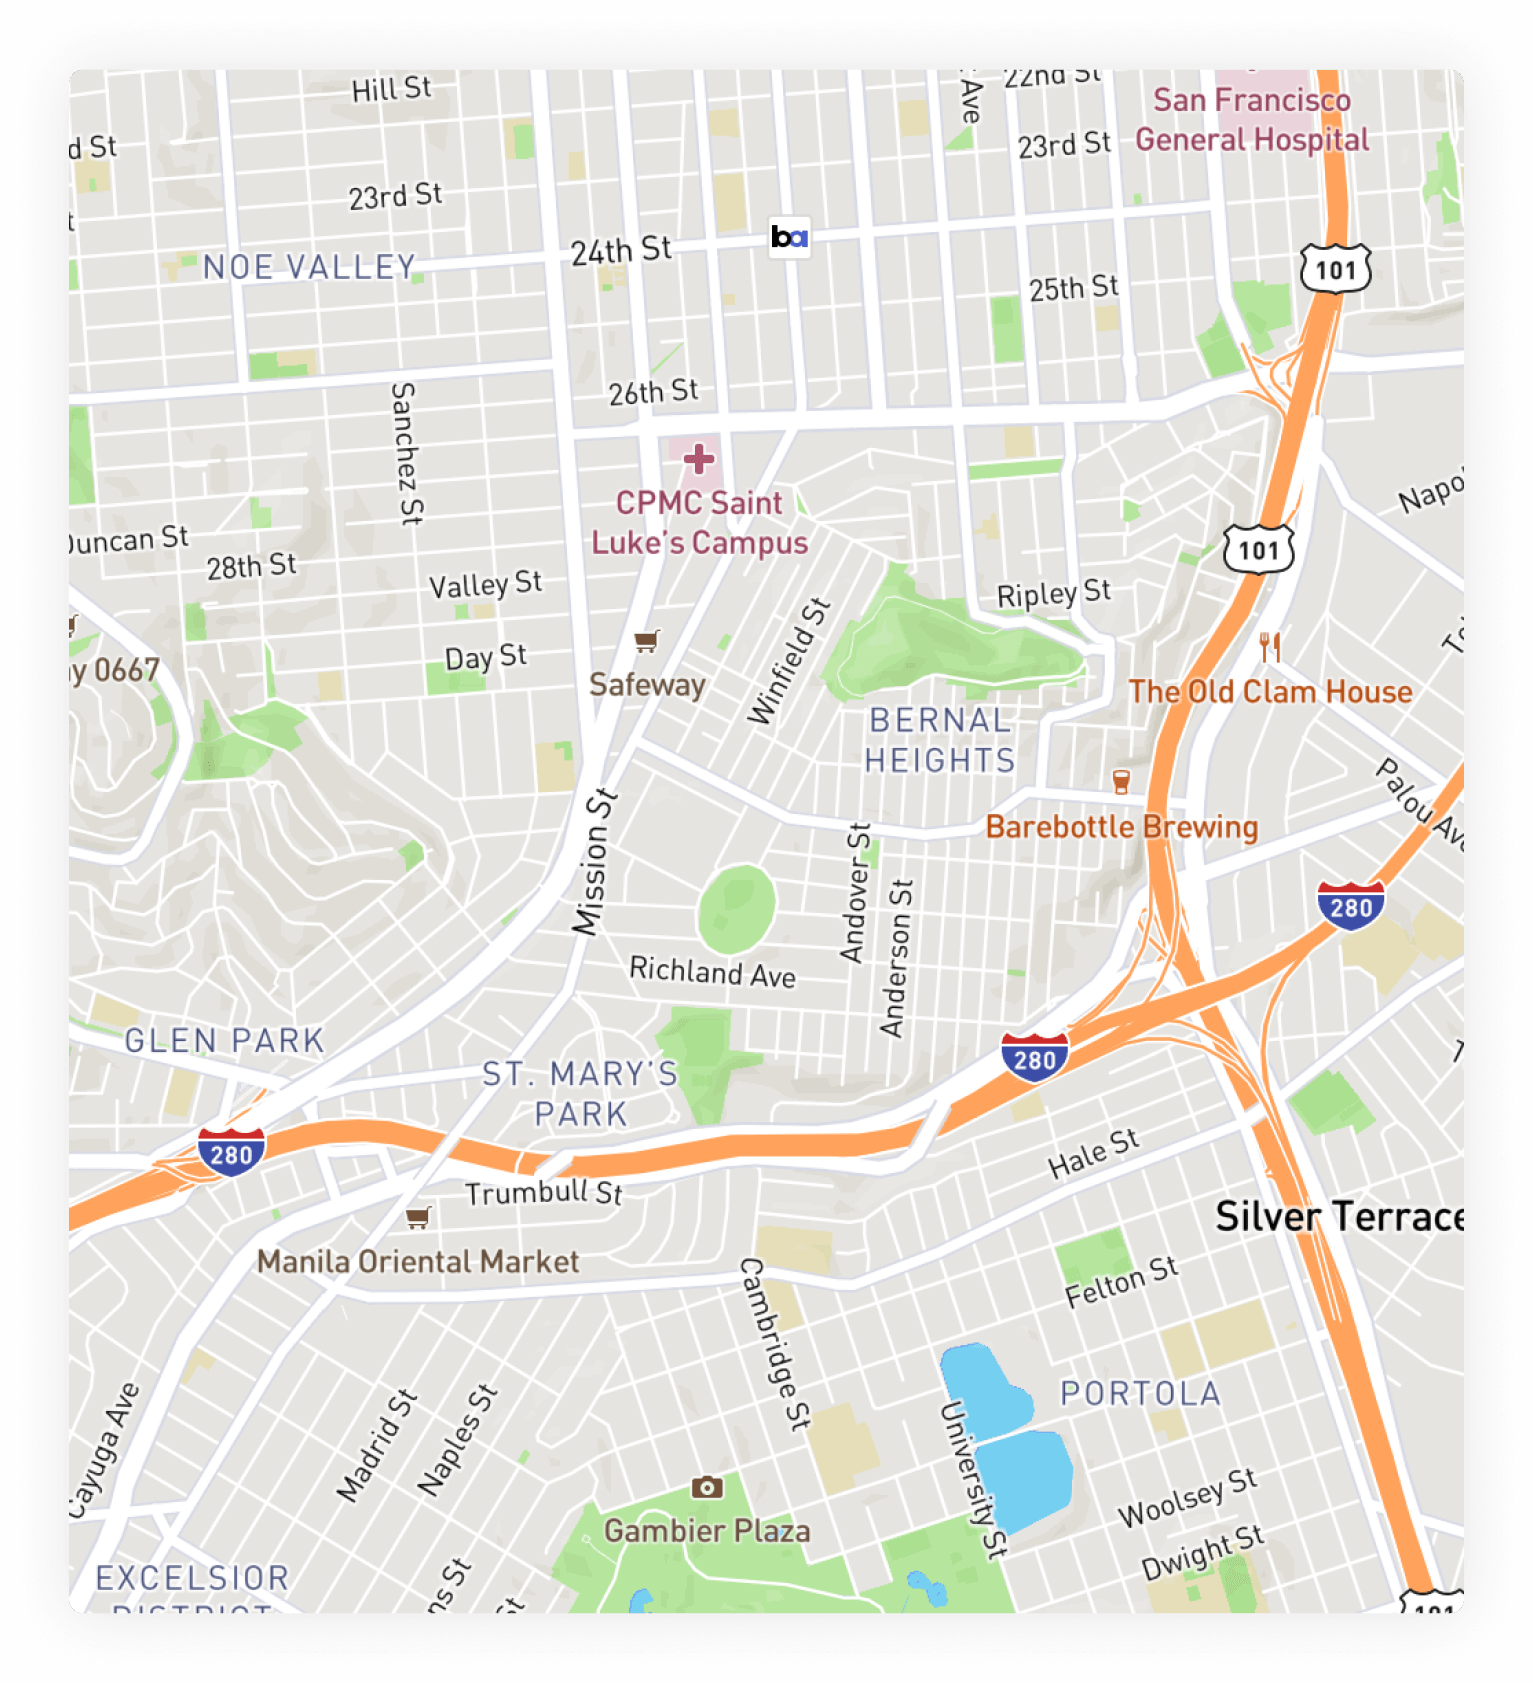 Hill St
22nd St
Ave
San Francisco
General Hospital
d St
23rd St
23rd St
24th St
ba
NOE VALLEY
101
25th St
26th St
Sanchez St
CPMC Saint
Luke's Campus
Napo
Duncan St
28th St
101
Valley St
Ripley St
Winfield St
Day St
y 0667
Safeway
The Old Clam House
BERNAL
HEIGHTS
Palou Ave
Mission St
Barebottle Brewing
Andover St
Anderson St
280
Richland Ave
GLEN PARK
280
ST. MARY'S
PARK
280
Hale St
Trumbull St
Silver Terrace
Manila Oriental Market
Cambridge St
Felton St
Cayuga Ave
Madrid St
Naples St
PORTOLA
University St
Woolsey St
Gambier Plaza
Dwight St
EXCELSIOR
DISTRICT
ns St
St
101